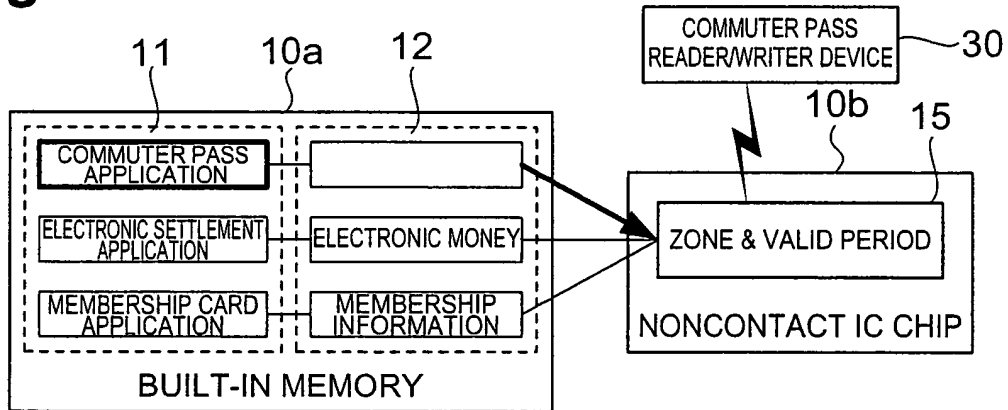 COMMUTER PASS
READER/WRITER DEVICE
30
11
10a
12
10b
15
COMMUTER PASS
APPLICATION
ELECTRONIC SETTLEMENT
APPLICATION
ELECTRONIC MONEY
ZONE & VALID PERIOD
MEMBERSHIP CARD
APPLICATION
MEMBERSHIP
INFORMATION
NONCONTACT IC CHIP
BUILT-IN MEMORY